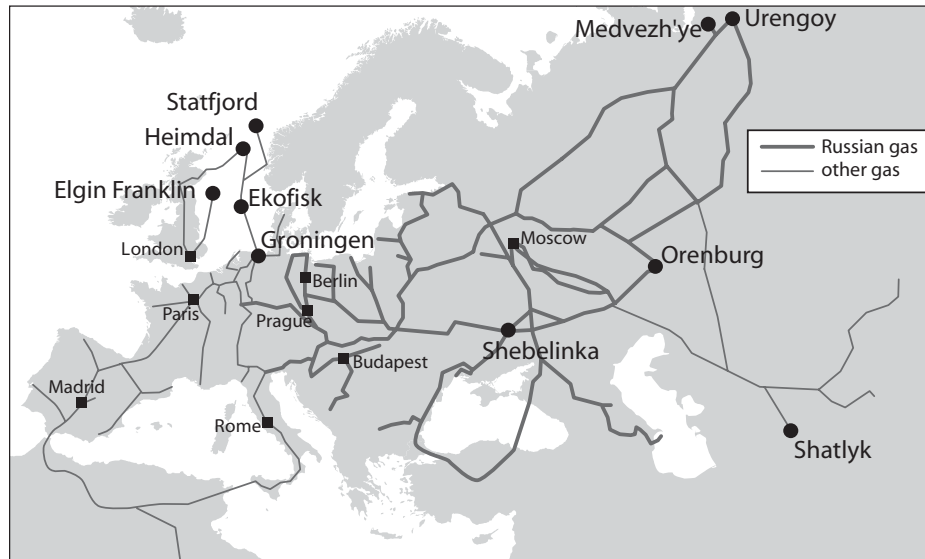 Medvezh'ye
Urengoy
Statfjord
Heimdal
Elgin Franklin
Ekofisk
London
Groningen
Moscow
Orenburg
Berlin
Paris
Prague
Shebelinka
Budapest
Madrid
Rome
Shatlyk
Russian gas
other gas